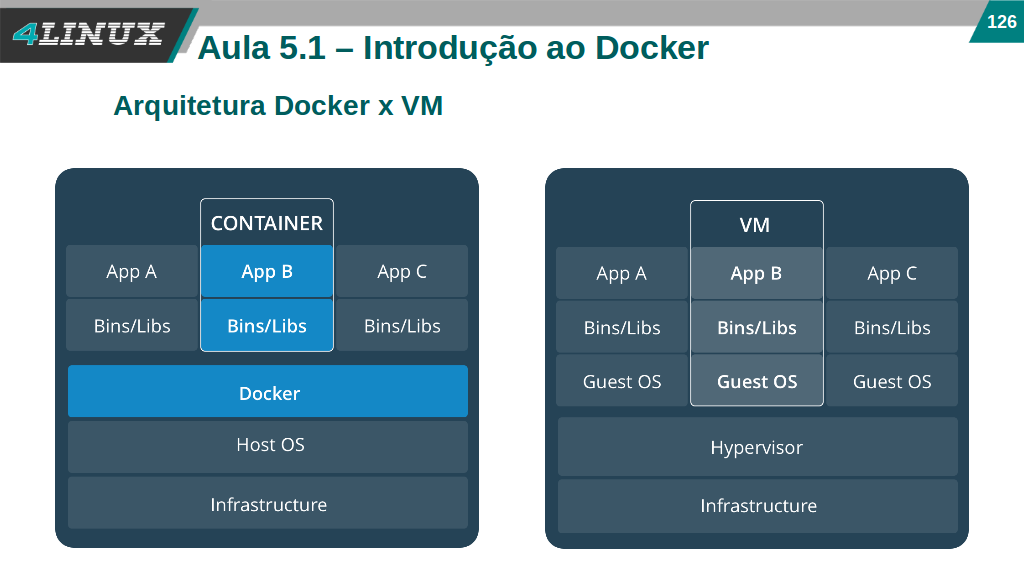 4LINUX
126
Aula 5.1 – Introdução ao Docker
Arquitetura Docker x VM
CONTAINER
App A App B App C
Bins/Libs Bins/Libs Bins/Libs
Docker
Host OS
Infrastructure
VM
App A App B App C
Bins/Libs Bins/Libs Bins/Libs
Guest OS Guest OS Guest OS
Hypervisor
Infrastructure